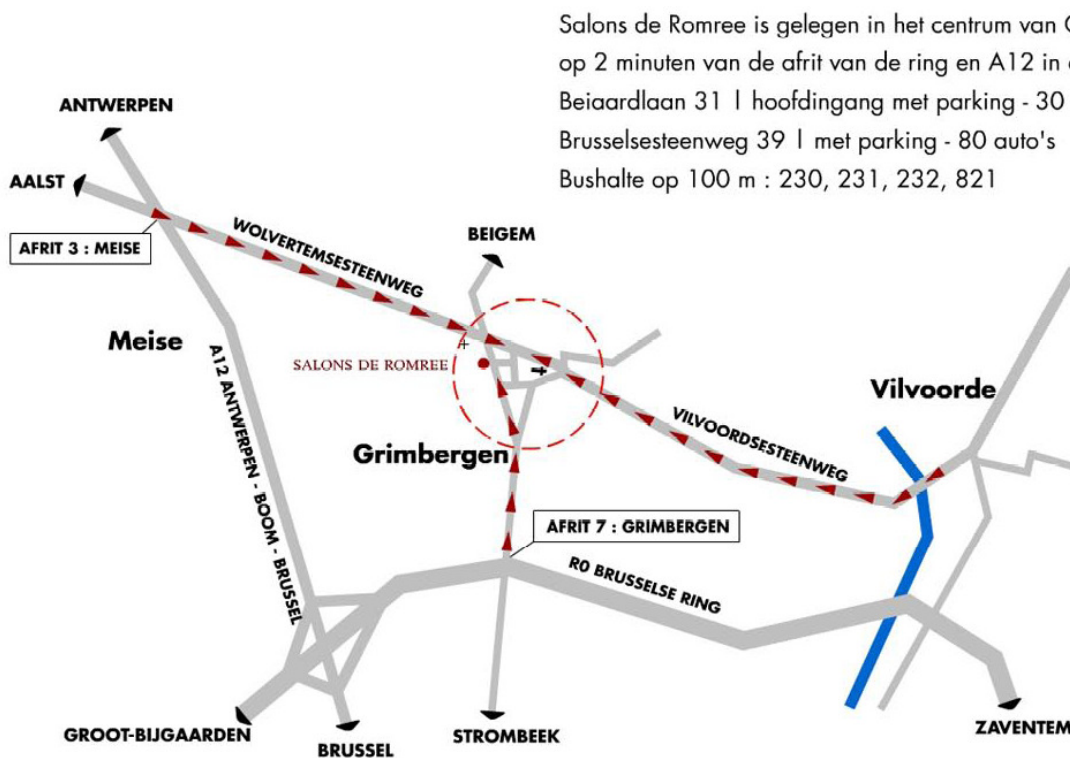 Salons de Romree is gelegen in het centrum van
op 2 minuten van de afrit van de ring en A12 in
Beiaardlaan 31 | hoofdingang met parking - 30
Brusselsesteenweg 39 | met parking - 80 auto's
Bushalte op 100 m : 230, 231, 232, 821
ANTWERPEN
AALST
AFRIT 3 : MEISE
WOLVERTEMSESTEENWEG
BEIGEM
Meise
SALONS DE ROMREE
Vilvoorde
A12 ANTWERPEN - BOOM - BRUSSEL
VILVOORDSESTEENWEG
Grimbergen
AFRIT 7 : GRIMBERGEN
R0 BRUSSELSE RING
GROOT-BIJGAARDEN
BRUSSEL
STROMBEEK
ZAVENTEM